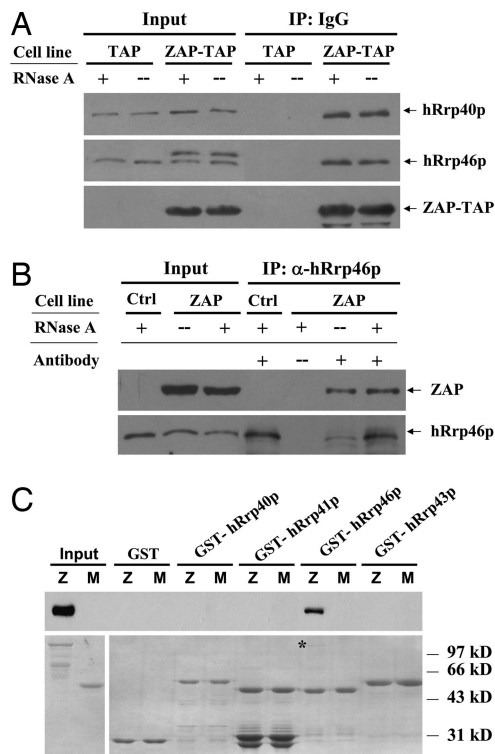 A
Input IP: IgG
Cell line TAP ZAP-TAP TAP ZAP-TAP
RNase A + -- + -- + -- + --
hRrp40p
hRrp46p
ZAP-TAP
B
Input IP: α-hRrp46p
Cell line Ctrl ZAP Ctrl ZAP
RNase A + -- + + + -- +
Antibody + -- + +
ZAP
hRrp46p
C
Input GST GST- hRrp40p GST- hRrp41p GST- hRrp46p GST- hRrp43p
Z M Z M Z M Z M Z M Z M
*
97 kD
66 kD
43 kD
31 kD